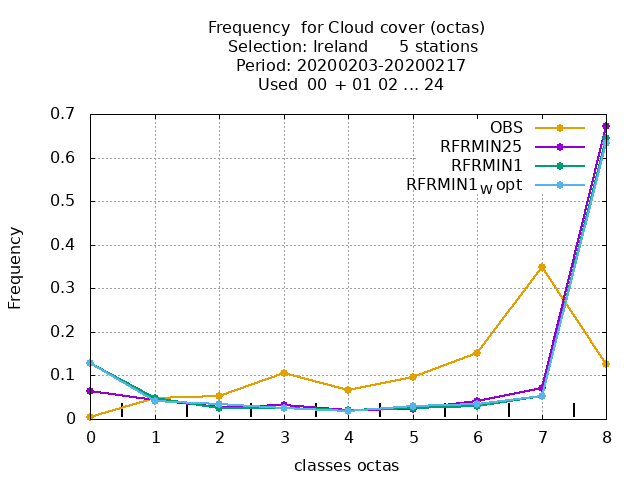 Frequency  for Cloud cover (octas)
Selection: Ireland      5 stations
Period: 20200203-20200217
Used  00 + 01 02 ... 24
0.7
0.6
0.5
0.4
0.3
0.2
0.1
0
Frequency
OBS
RFRMIN25
RFRMIN1
RFRMIN1W opt
0 1 2 3 4 5 6 7 8
classes octas